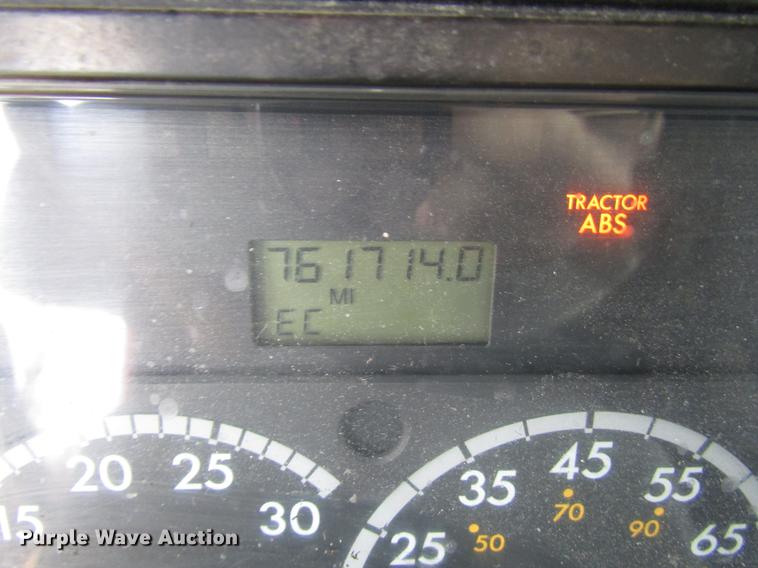 TRACTOR
ABS
761714.0
MI
EC
15 20 25 30
25 35 45 55 65
50 70 90
Purple Wave Auction